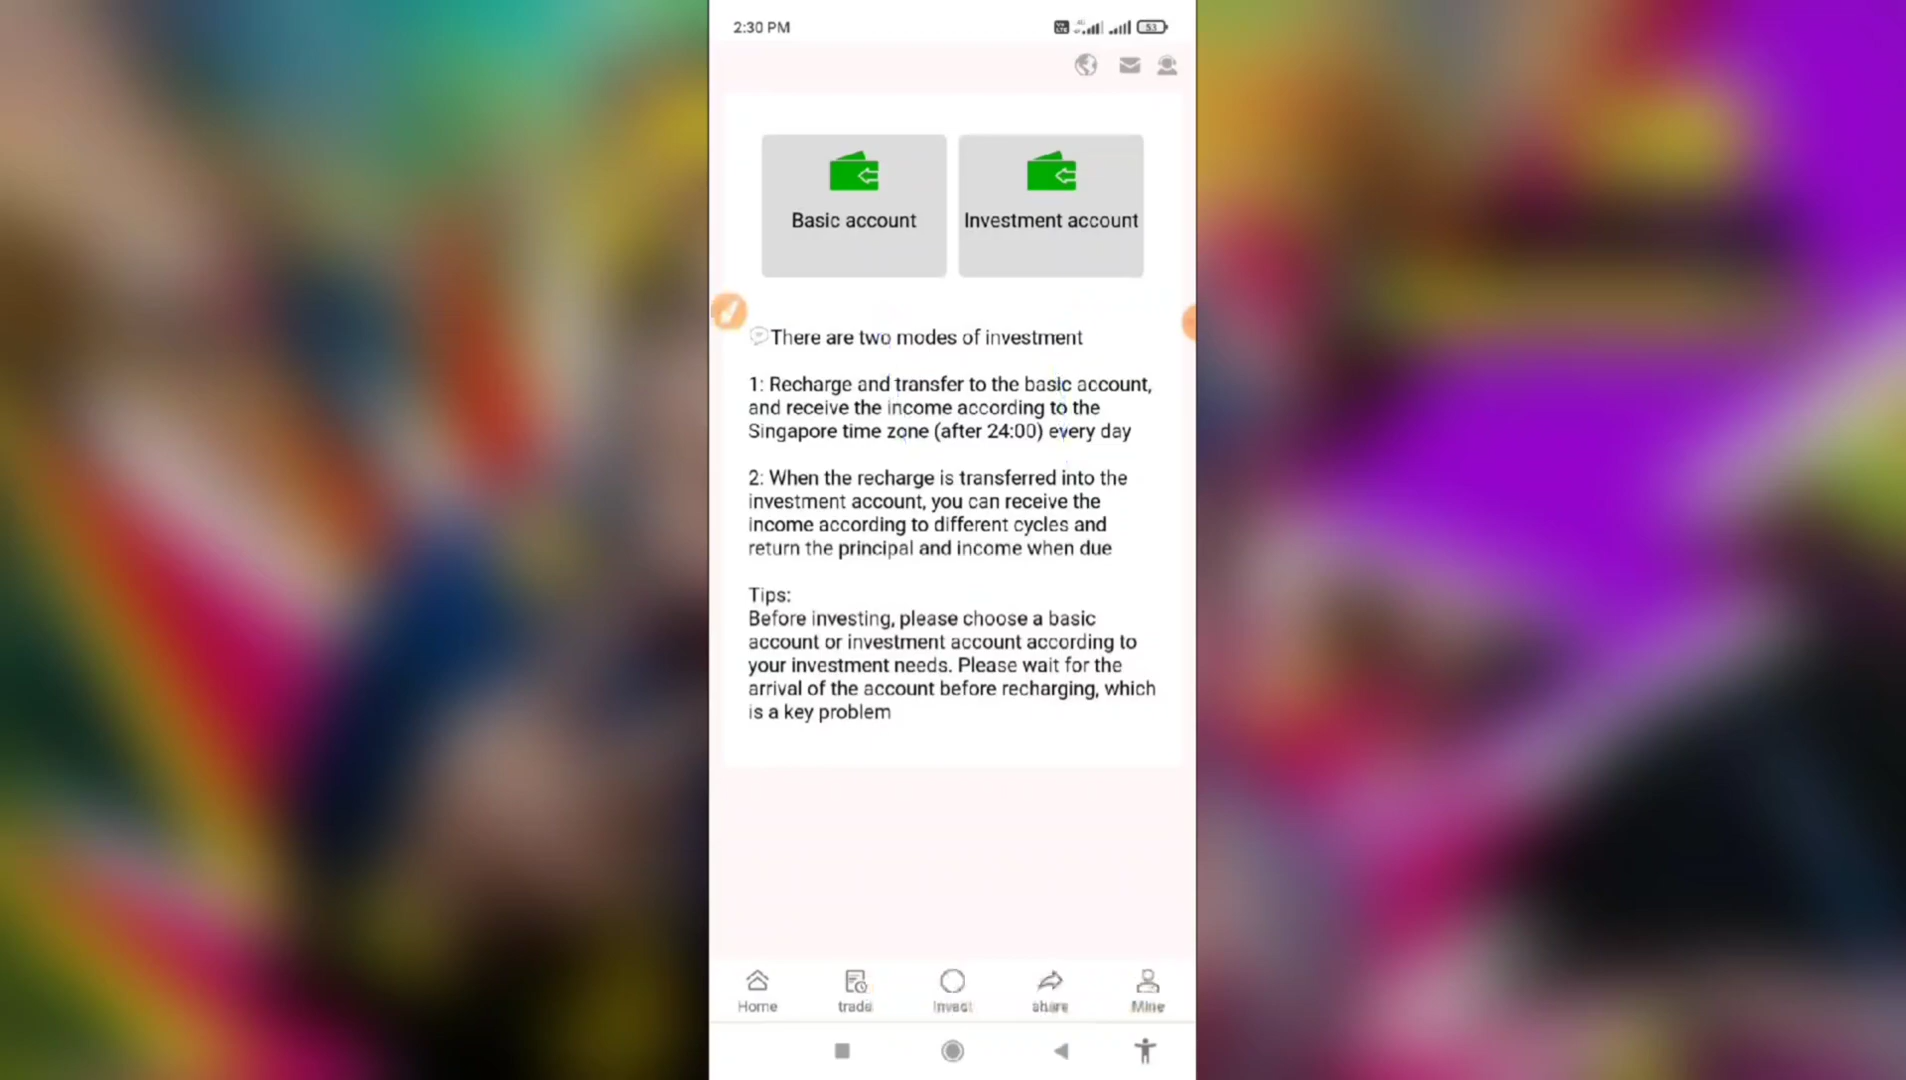 2:30 PM
53
Basic account
Investment account
There are two modes of investment
1: Recharge and transfer to the basic account,
and receive the income according to the
Singapore time zone (after 24:00) every day
2: When the recharge is transferred into the
investment account, you can receive the
income according to different cycles and
return the principal and income when due
Tips:
Before investing, please choose a basic
account or investment account according to
your investment needs. Please wait for the
arrival of the account before recharging, which
is a key problem
Home
trade
Invest
share
Mine